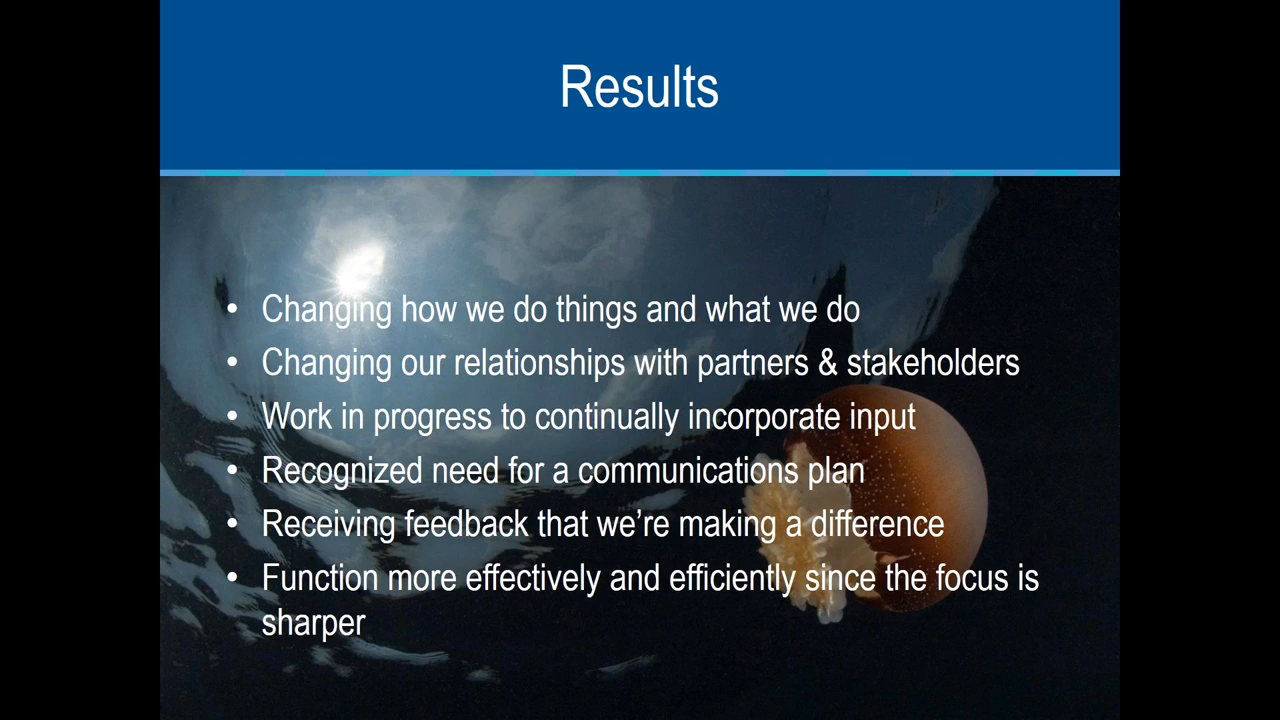 Results
• Changing how we do things and what we do
• Changing our relationships with partners & stakeholders
• Work in progress to continually incorporate input
• Recognized need for a communications plan
• Receiving feedback that we’re making a difference
• Function more effectively and efficiently since the focus is
sharper